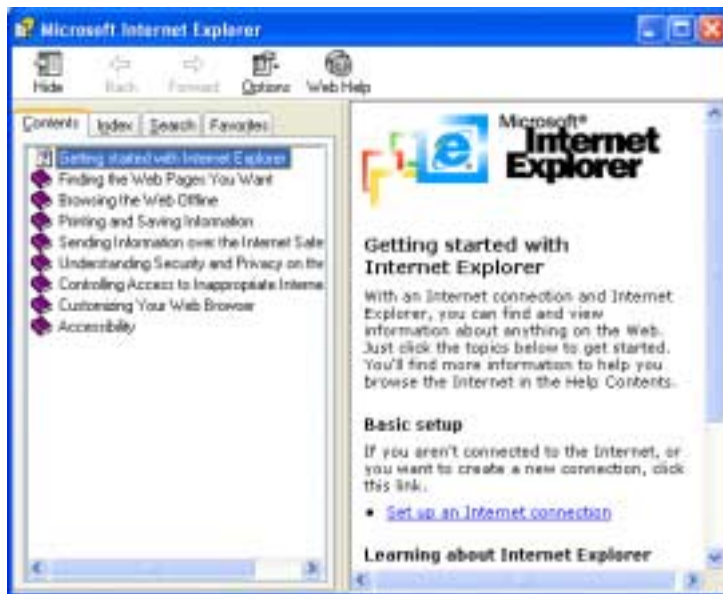 Microsoft Internet Explorer
Hide Back Forward Options Web Help
Contents Index Search Favorites
Getting started with Internet Explorer
Finding the Web Pages You Want
Browsing the Web Offline
Printing and Saving Information
Sending Information over the Internet Safe
Understanding Security and Privacy on the
Controlling Access to Inappropriate Interne
Customizing Your Web Browser
Accessibility
Microsoft®
Internet
Explorer
Getting started with
Internet Explorer
With an Internet connection and Internet
Explorer, you can find and view
information about anything on the Web.
Just click the topics below to get started.
You'll find more information to help you
browse the Internet in the Help Contents.
Basic setup
If you aren't connected to the Internet, or
you want to create a new connection, click
this link.
• Set up an Internet connection
Learning about Internet Explorer